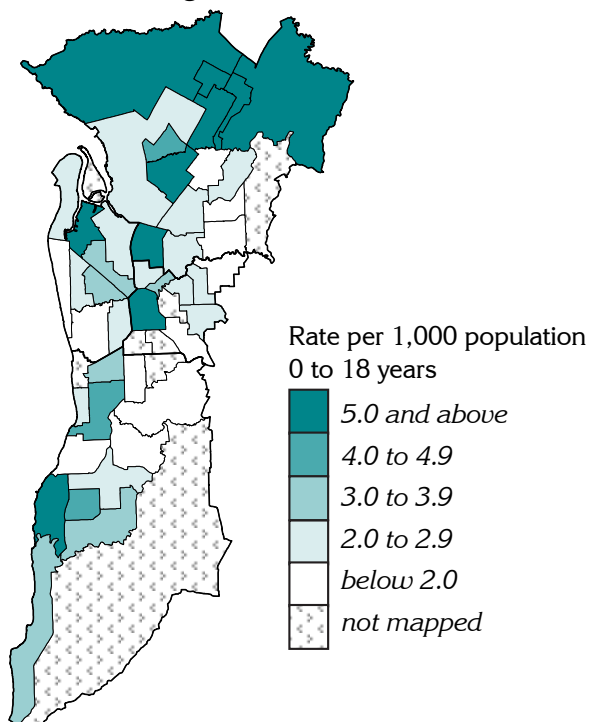 Rate per 1,000 population
0 to 18 years
5.0 and above
4.0 to 4.9
3.0 to 3.9
2.0 to 2.9
below 2.0
not mapped